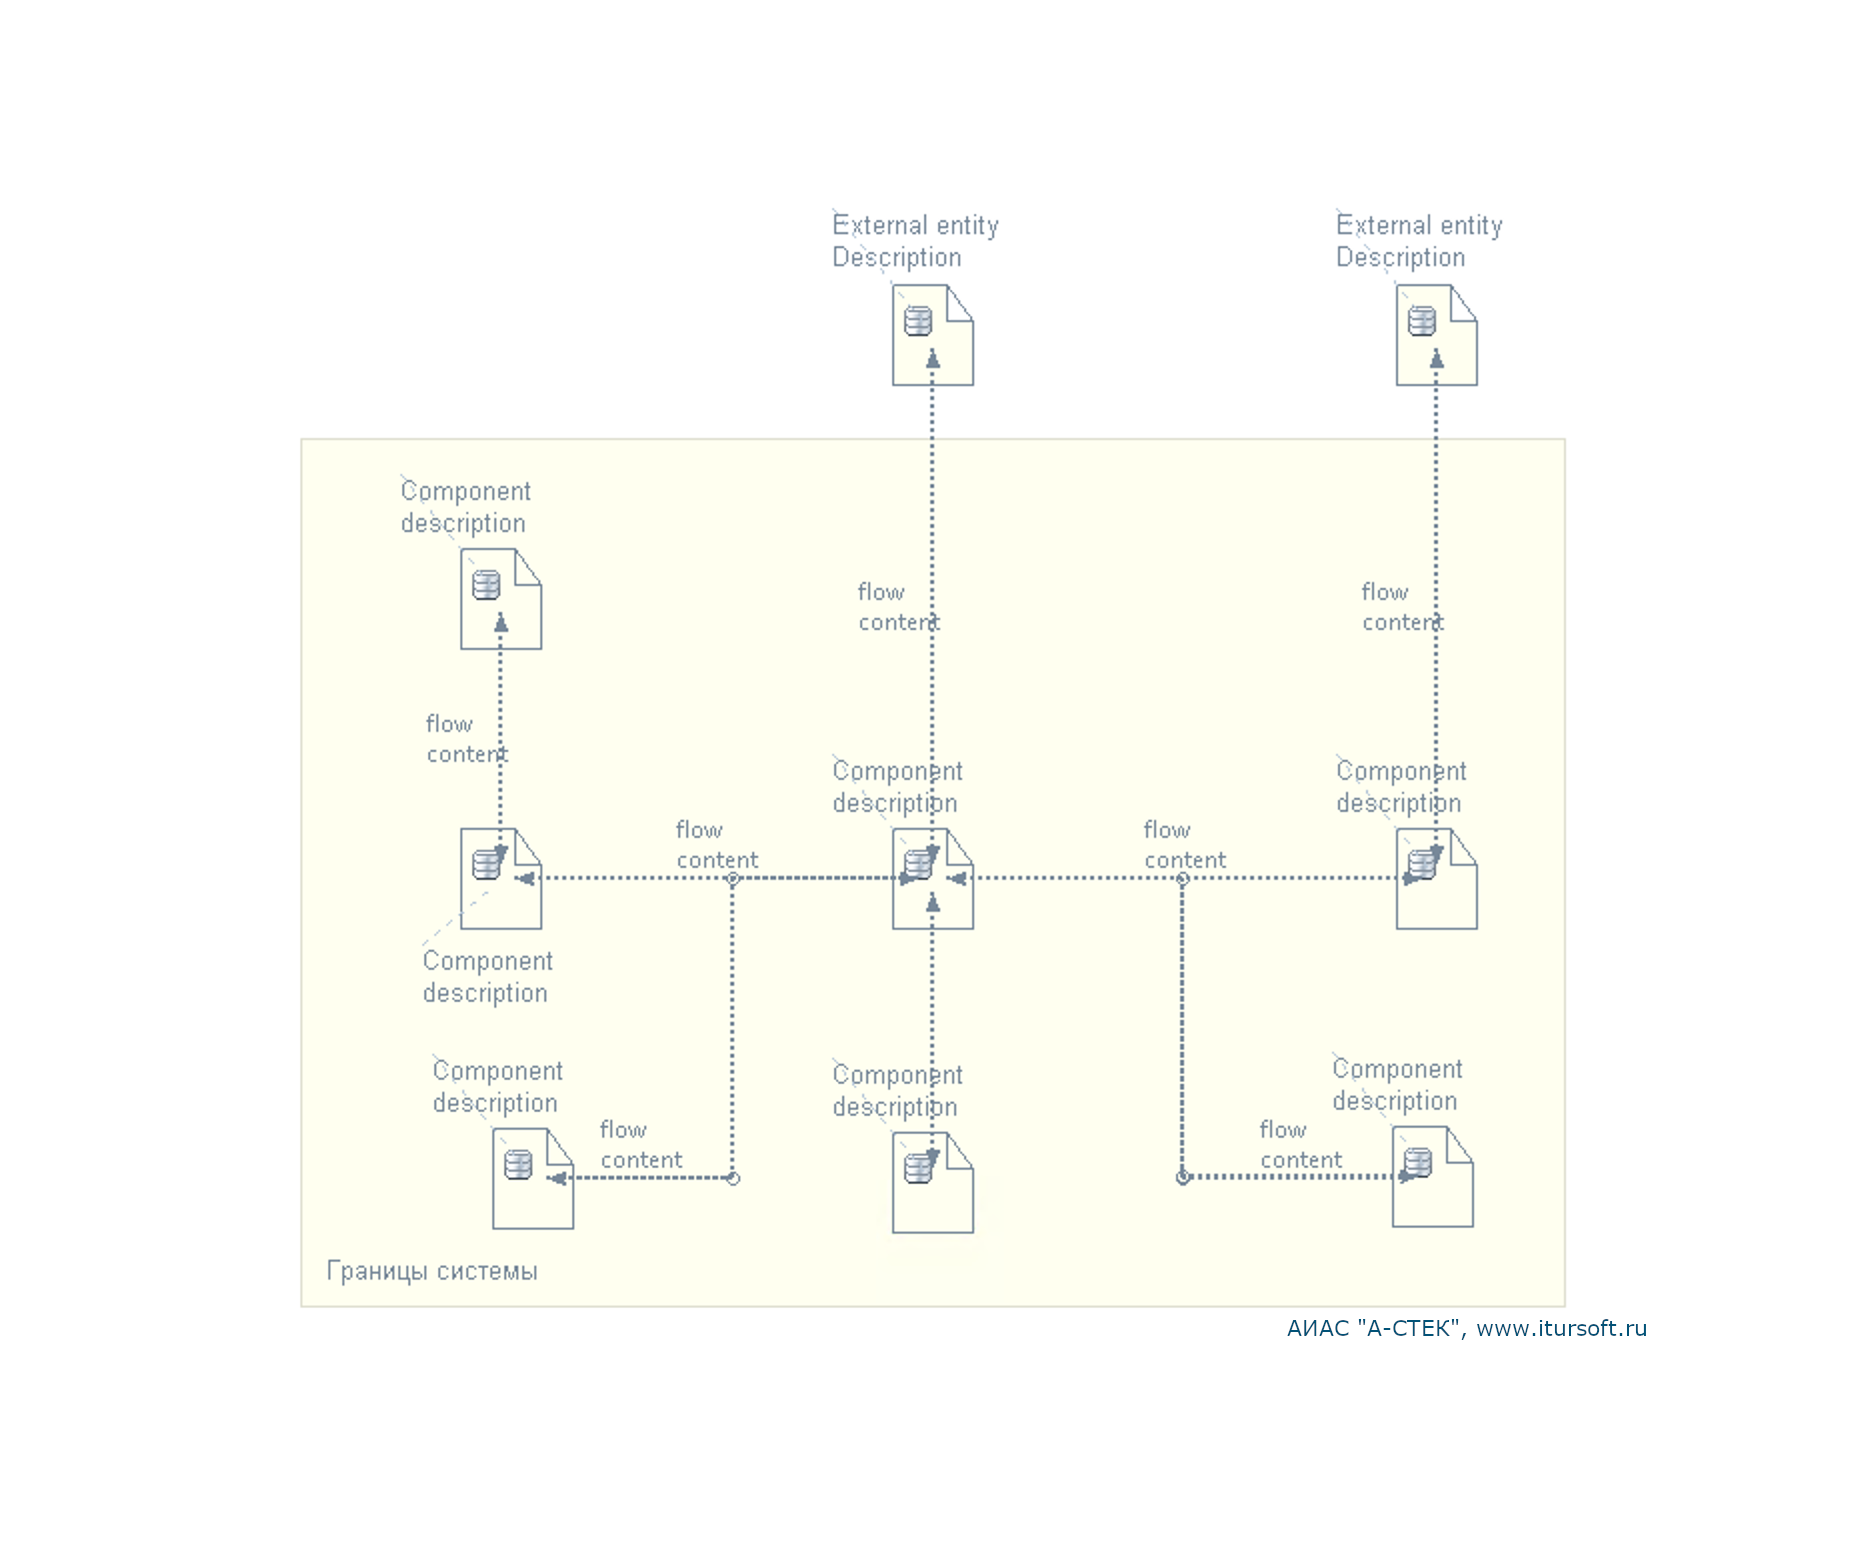 External entity
Description
External entity
Description
Component
description
flow
content
flow
content
flow
content
Component
description
Component
description
flow
content
flow
content
Component
description
Component
description
Component
description
Component
description
flow
content
flow
content
Границы системы
АИАС "А-СТЕК", www.itursoft.ru